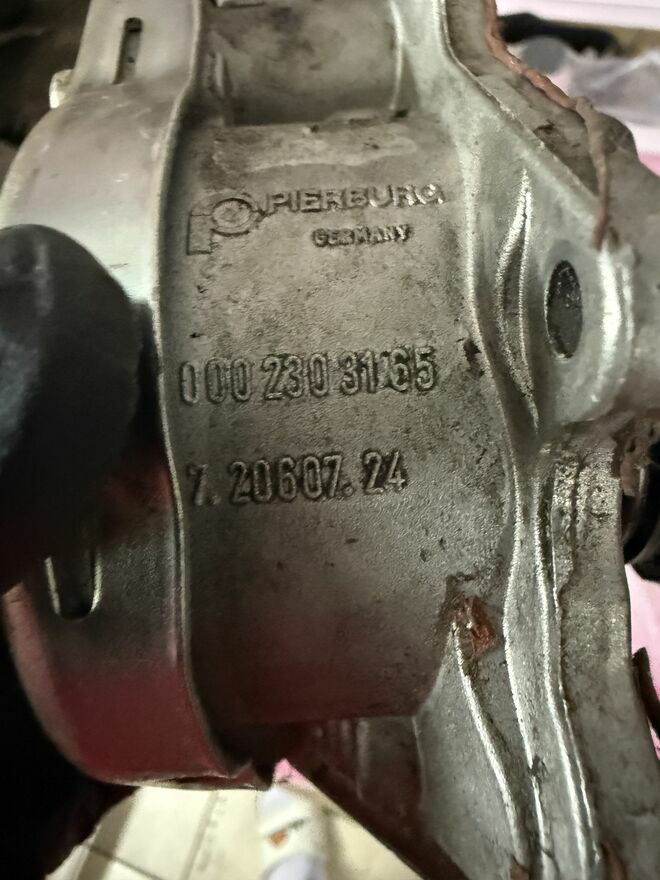 PIERBURG
GERMANY
000 230 31 65
7. 20607. 24